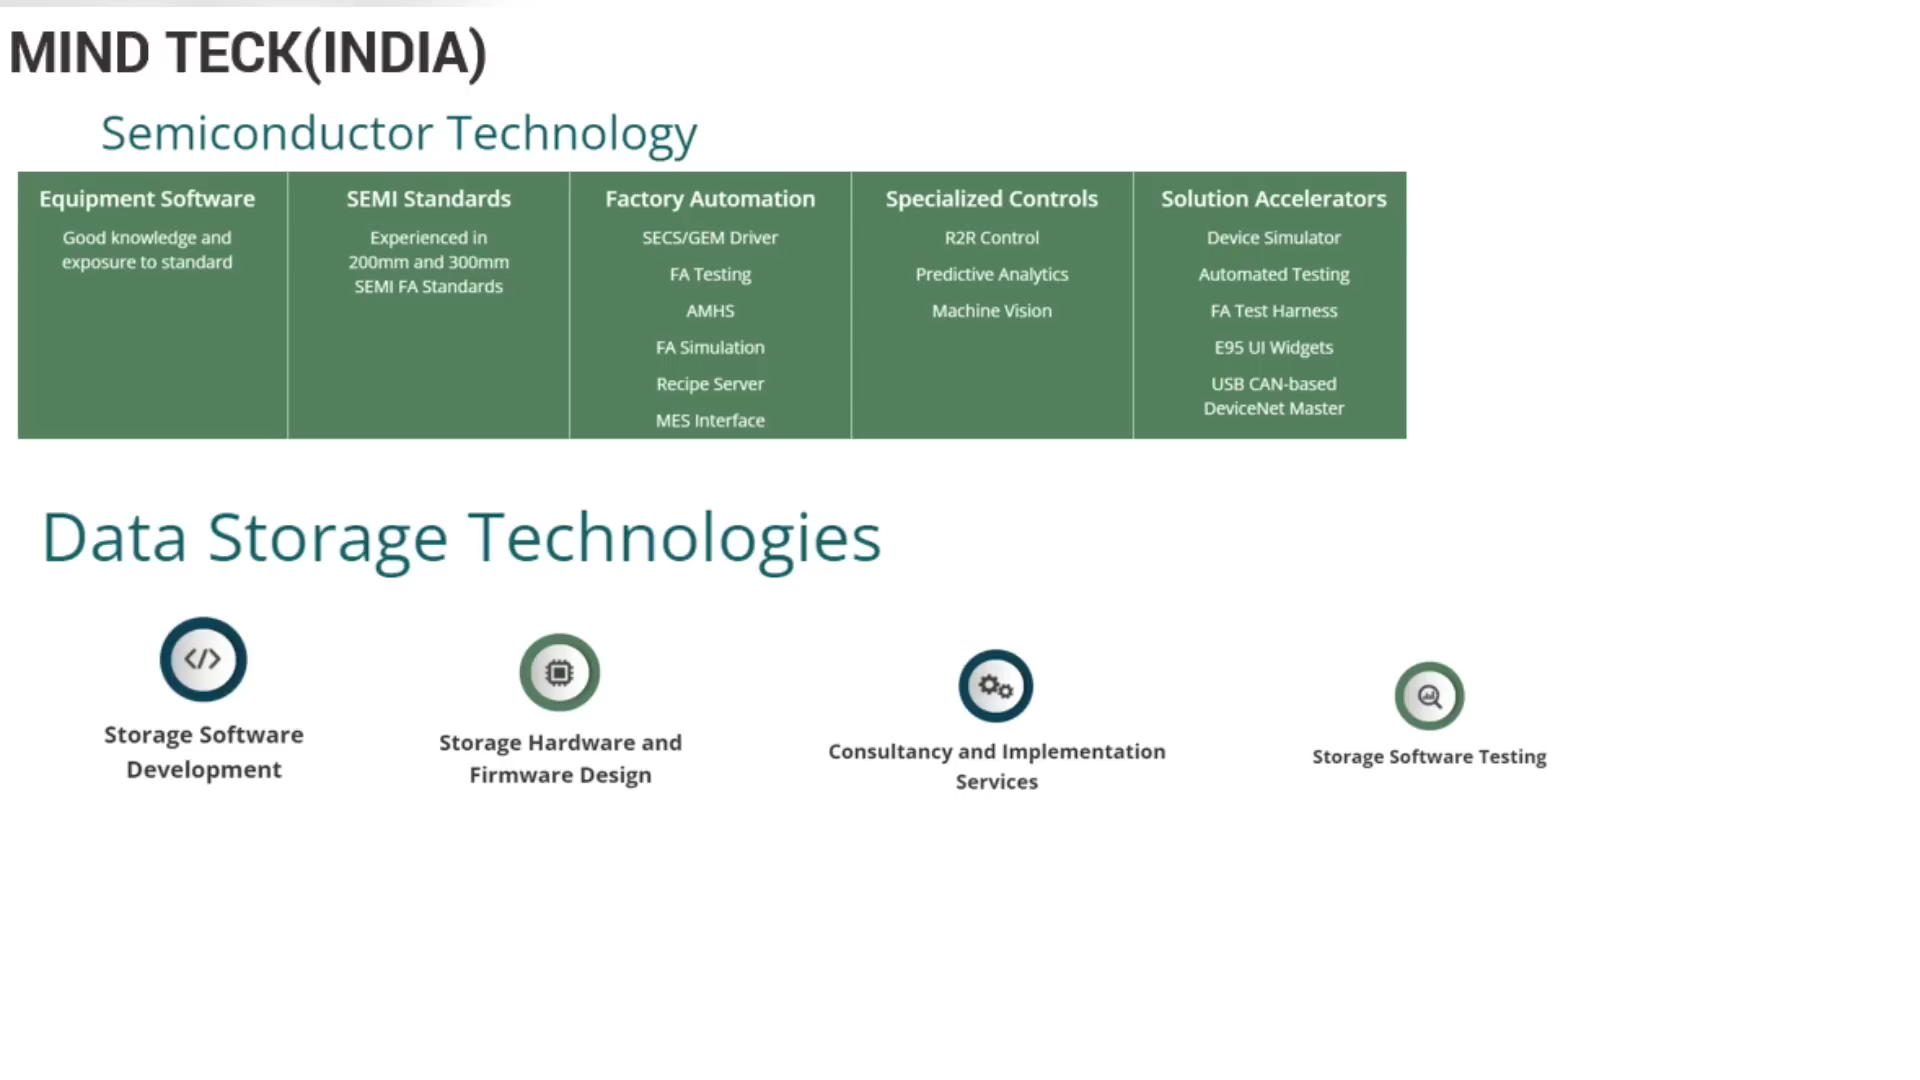 MIND TECK(INDIA)
Semiconductor Technology
Equipment Software
Good knowledge and
exposure to standard
SEMI Standards
Experienced in
200mm and 300mm
SEMI FA Standards
Factory Automation
SECS/GEM Driver
FA Testing
AMHS
FA Simulation
Recipe Server
MES Interface
Specialized Controls
R2R Control
Predictive Analytics
Machine Vision
Solution Accelerators
Device Simulator
Automated Testing
FA Test Harness
E95 UI Widgets
USB CAN-based
DeviceNet Master
Data Storage Technologies
Storage Software
Development
Storage Hardware and
Firmware Design
Consultancy and Implementation
Services
Storage Software Testing